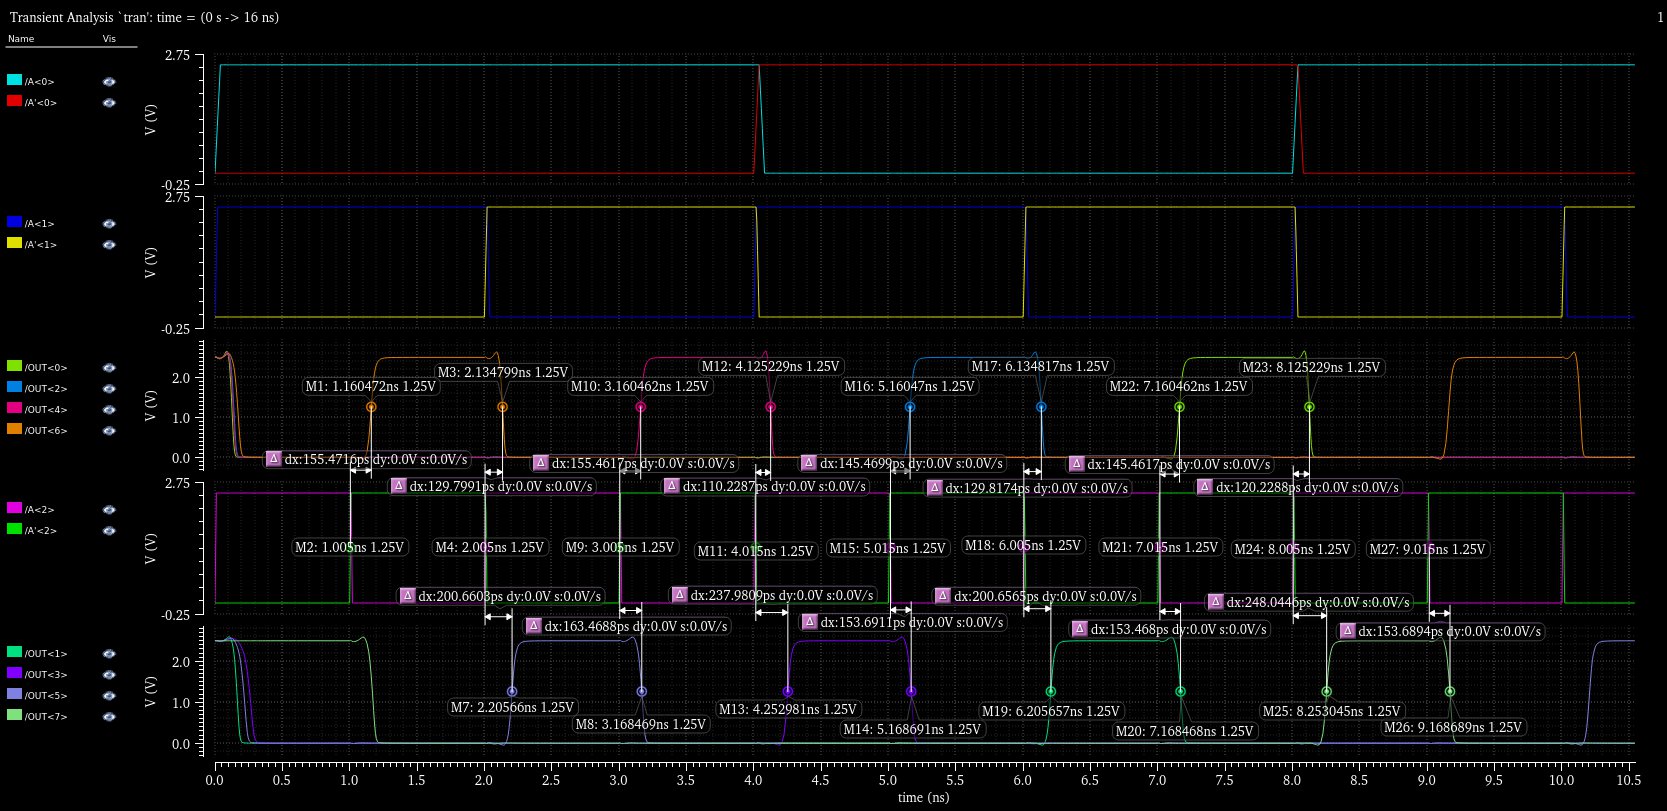 Transient Analysis `tran': time = (0 s -> 16 ns)
1
Name Vis
/A<0>
/A'<0>
2.75
V (V)
-0.25
/A<1>
/A'<1>
2.75
V (V)
-0.25
/OUT<0>
/OUT<2>
/OUT<4>
/OUT<6>
2.0
1.0
0.0
V (V)
M1: 1.160472ns 1.25V
M3: 2.134799ns 1.25V
M10: 3.160462ns 1.25V
M12: 4.125229ns 1.25V
M16: 5.16047ns 1.25V
M17: 6.134817ns 1.25V
M22: 7.160462ns 1.25V
M23: 8.125229ns 1.25V
Δ dx:155.4716ps dy:0.0V s:0.0V/s
Δ dx:155.4617ps dy:0.0V s:0.0V/s
Δ dx:145.4699ps dy:0.0V s:0.0V/s
Δ dx:145.4617ps dy:0.0V s:0.0V/s
Δ dx:129.7991ps dy:0.0V s:0.0V/s
Δ dx:110.2287ps dy:0.0V s:0.0V/s
Δ dx:129.8174ps dy:0.0V s:0.0V/s
Δ dx:120.2288ps dy:0.0V s:0.0V/s
/A<2>
/A'<2>
2.75
V (V)
-0.25
M2: 1.005ns 1.25V
M4: 2.005ns 1.25V
M9: 3.005ns 1.25V
M11: 4.015ns 1.25V
M15: 5.015ns 1.25V
M18: 6.005ns 1.25V
M21: 7.015ns 1.25V
M24: 8.005ns 1.25V
M27: 9.015ns 1.25V
Δ dx:200.6603ps dy:0.0V s:0.0V/s
Δ dx:237.9809ps dy:0.0V s:0.0V/s
Δ dx:200.6565ps dy:0.0V s:0.0V/s
Δ dx:248.0446ps dy:0.0V s:0.0V/s
Δ dx:163.4688ps dy:0.0V s:0.0V/s
Δ dx:153.6911ps dy:0.0V s:0.0V/s
Δ dx:153.468ps dy:0.0V s:0.0V/s
Δ dx:153.6894ps dy:0.0V s:0.0V/s
/OUT<1>
/OUT<3>
/OUT<5>
/OUT<7>
2.0
1.0
0.0
V (V)
M7: 2.20566ns 1.25V
M8: 3.168469ns 1.25V
M13: 4.252981ns 1.25V
M14: 5.168691ns 1.25V
M19: 6.205657ns 1.25V
M20: 7.168468ns 1.25V
M25: 8.253045ns 1.25V
M26: 9.168689ns 1.25V
0.0 0.5 1.0 1.5 2.0 2.5 3.0 3.5 4.0 4.5 5.0 5.5 6.0 6.5 7.0 7.5 8.0 8.5 9.0 9.5 10.0 10.5
time (ns)